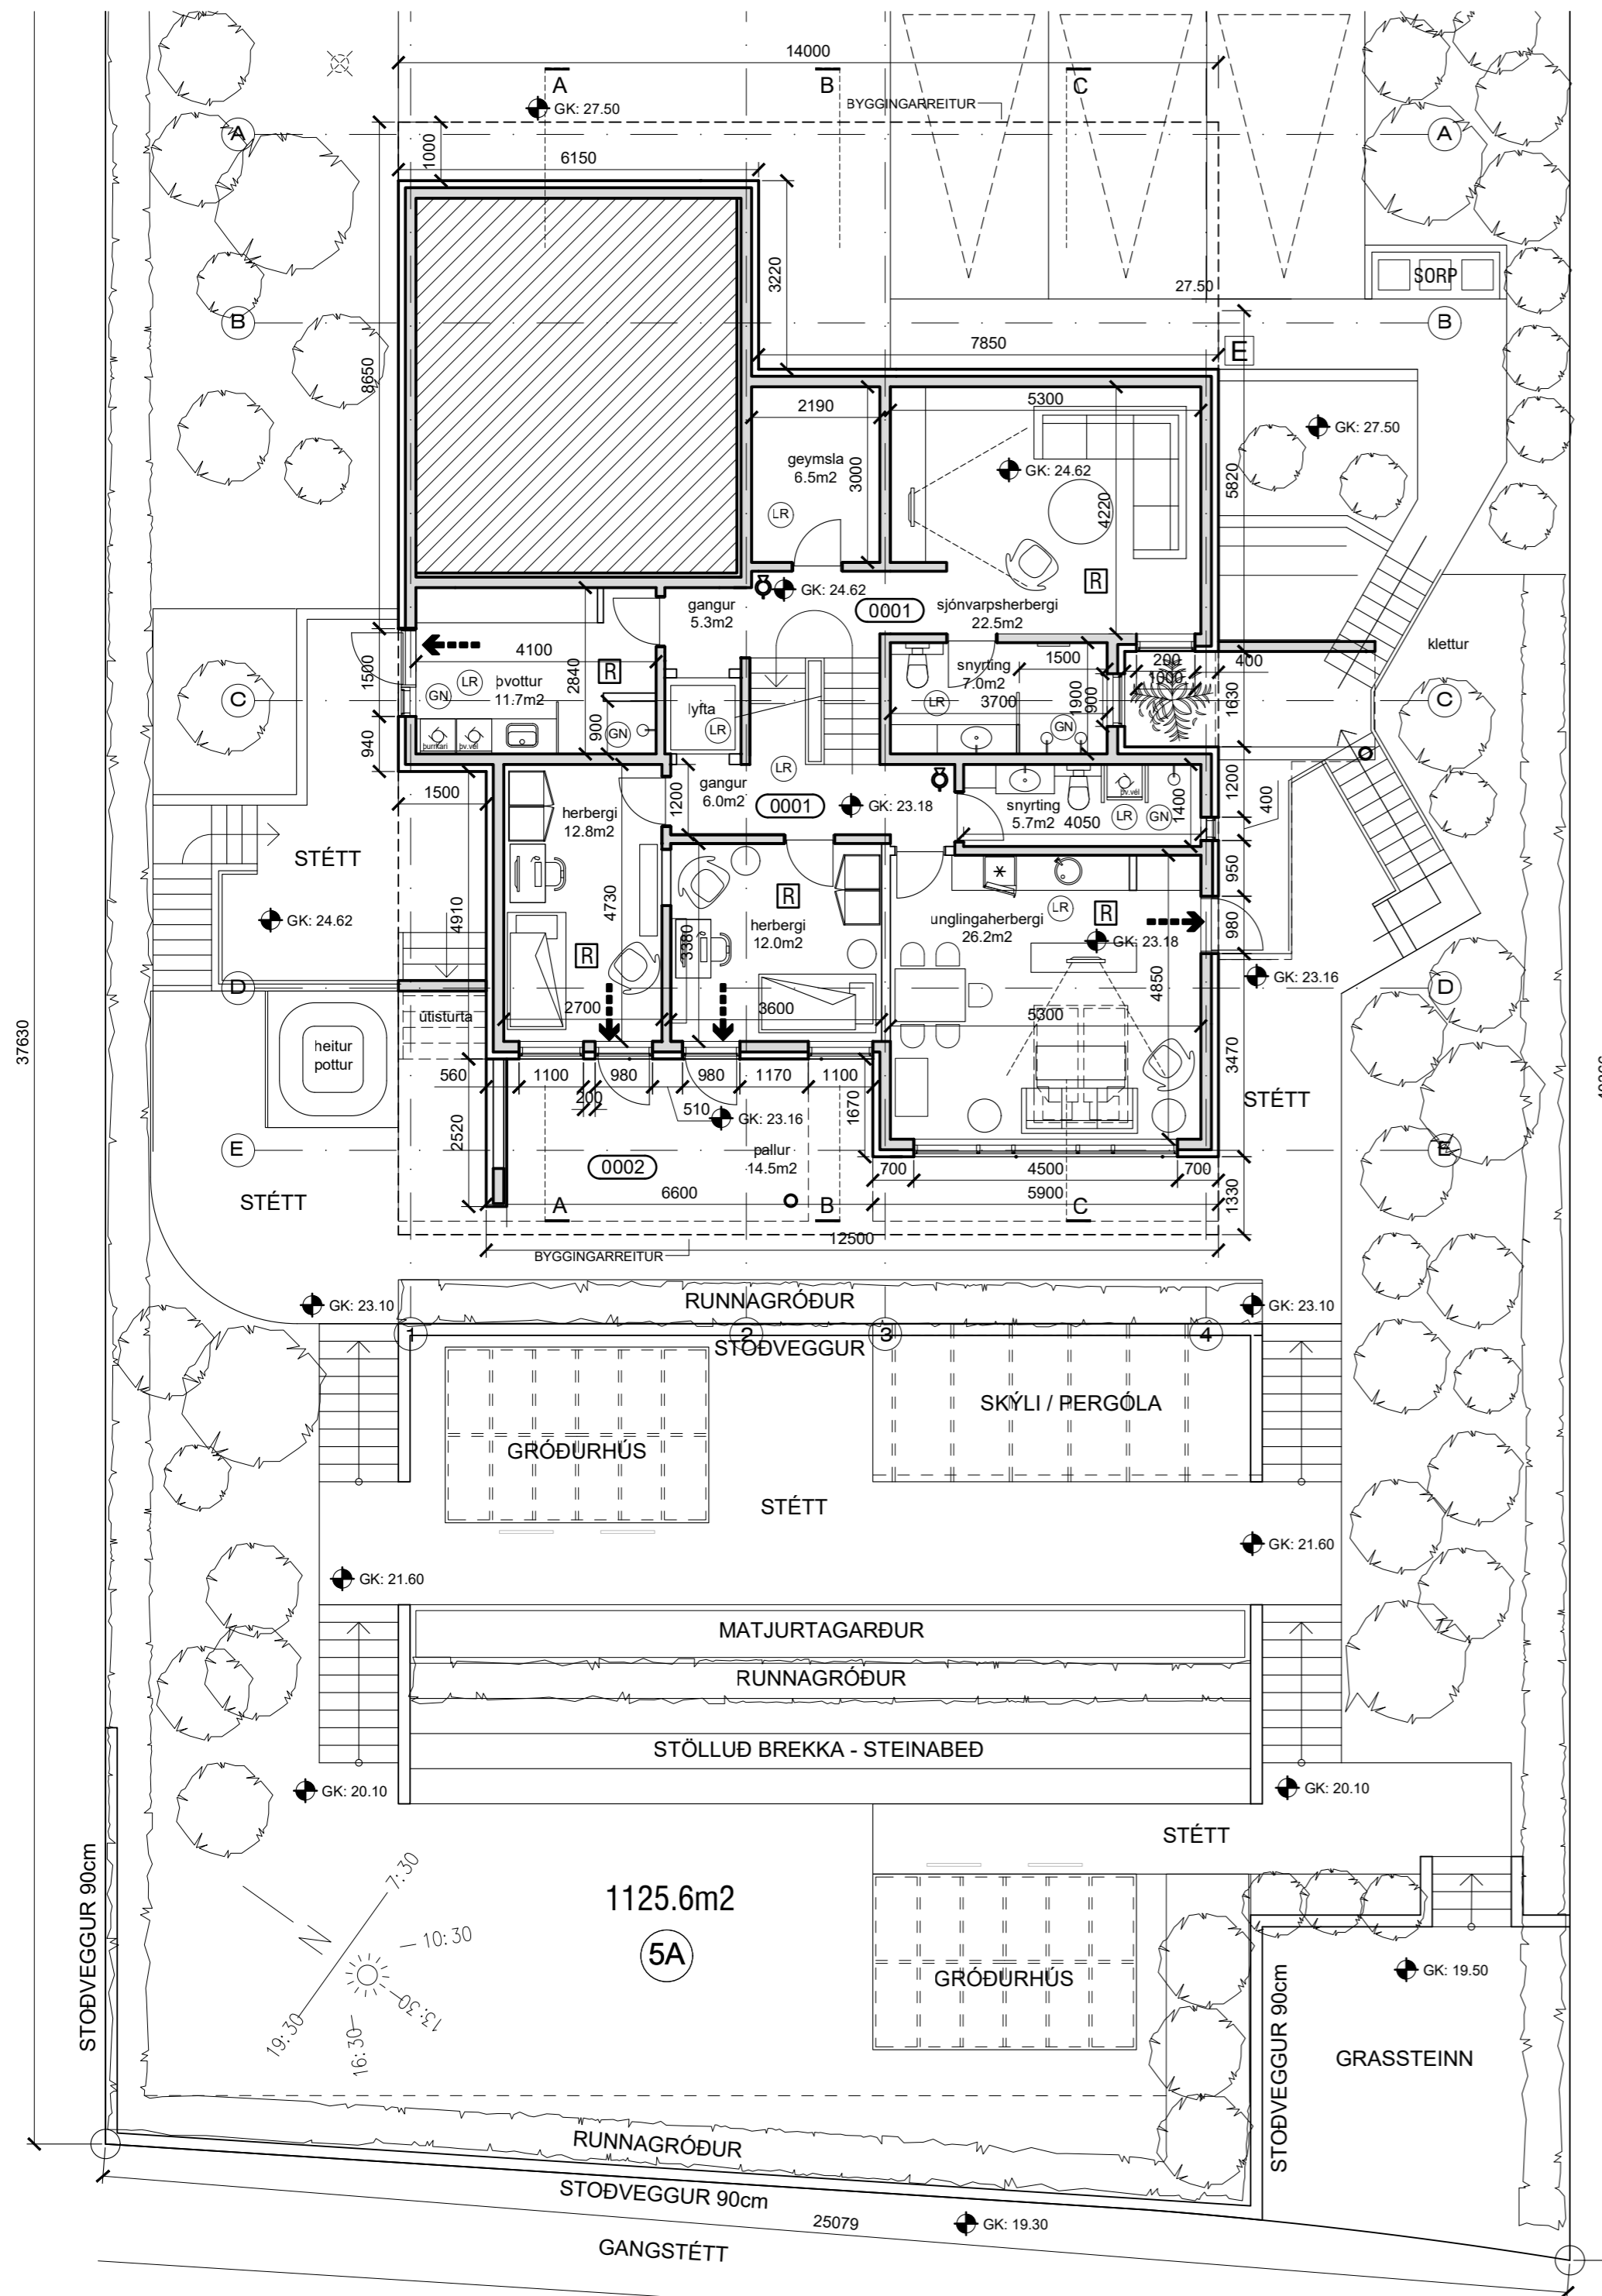 14000
A
B
C
GK: 27.50
BYGGINGARREITUR
A
A
1000
6150
3220
SORP
27.50
B
B
7850
E
8650
2190
5300
GK: 27.50
geymsla
6.5m2
3000
GK: 24.62
4220
5820
LR
R
GK: 24.62
gangur
5.3m2
0001
sjónvarpsherbergi
22.5m2
klettur
4100
1500
2840
R
snyrting
7.0m2
1500
200
400
1000
GN
LR
þvottur
11.7m2
lyfta
LR
LR
3700
1900
900
1630
C
C
900
GN
GN
þurrkari
þv.vél
940
LR
gangur
6.0m2
0001
GK: 23.18
1500
1200
herbergi
12.8m2
snyrting
5.7m2
4050
þv.vél
LR
GN
1400
1200
400
STÉTT
GK: 24.62
4910
4730
R
herbergi
12.0m2
3380
unglingaherbergi
26.2m2
LR
R
GK: 23.18
950
980
R
GK: 23.16
D
D
4850
útisturta
2700
3600
5300
heitur
pottur
3470
560
1100
980
980
1170
1100
200
510
GK: 23.16
1670
STÉTT
2520
E
E
pallur
14.5m2
0002
700
4500
700
STÉTT
6600
5900
1330
A
B
C
12500
BYGGINGARREITUR
37630
GK: 23.10
RUNNAGRÓÐUR
GK: 23.10
1
2
3
4
STOÐVEGGUR
SKÝLI / PERGÓLA
GRÓÐURHÚS
STÉTT
GK: 21.60
GK: 21.60
MATJURTAGARÐUR
RUNNAGRÓÐUR
STÖLLUÐ BREKKA - STEINABEÐ
GK: 20.10
GK: 20.10
STÉTT
STOÐVEGGUR 90cm
7:30
N
10:30
13:30
16:30
19:30
1125.6m2
5A
GRÓÐURHÚS
GK: 19.50
STOÐVEGGUR 90cm
GRASSTEINN
RUNNAGRÓÐUR
STOÐVEGGUR 90cm
25079
GK: 19.30
GANGSTÉTT